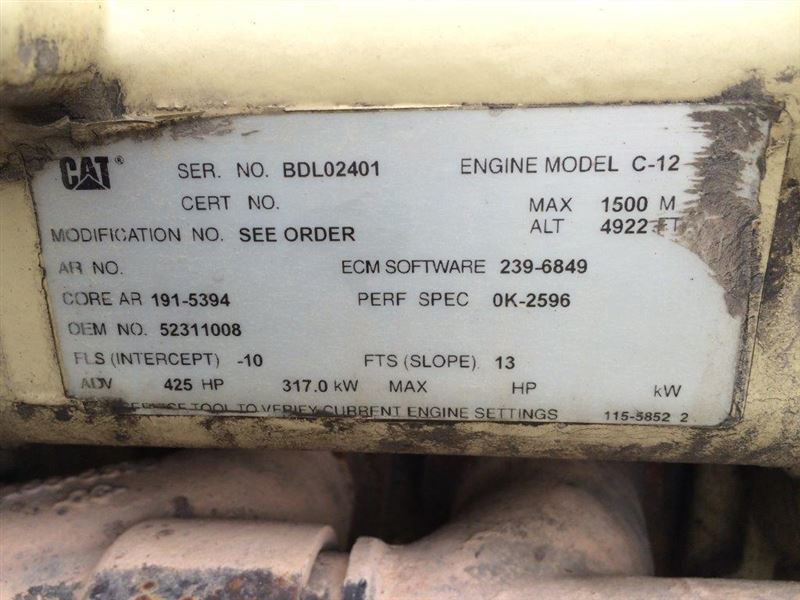 CAT® SER. NO. BDL02401 ENGINE MODEL C-12
CERT NO. MAX 1500 M
MODIFICATION NO. SEE ORDER ALT 4922 FT
AR NO. ECM SOFTWARE 239-6849
CORE AR 191-5394 PERF SPEC 0K-2596
OEM NO. 52311008
FLS (INTERCEPT) -10 FTS (SLOPE) 13
ADV 425 HP 317.0 kW MAX HP kW
TOOL TO VERIFY CURRENT ENGINE SETTINGS 115-5852 2